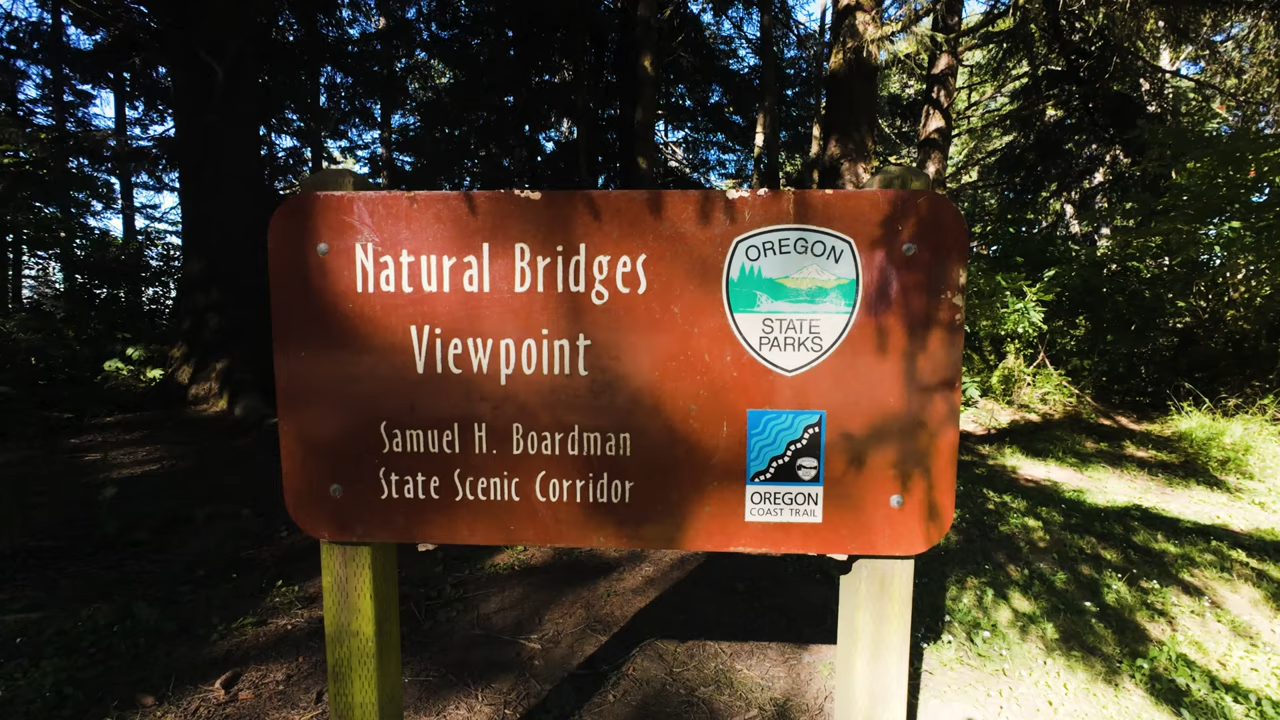 Natural Bridges
Viewpoint
Samuel H. Boardman
State Scenic Corridor
OREGON
STATE
PARKS
OREGON
COAST TRAIL